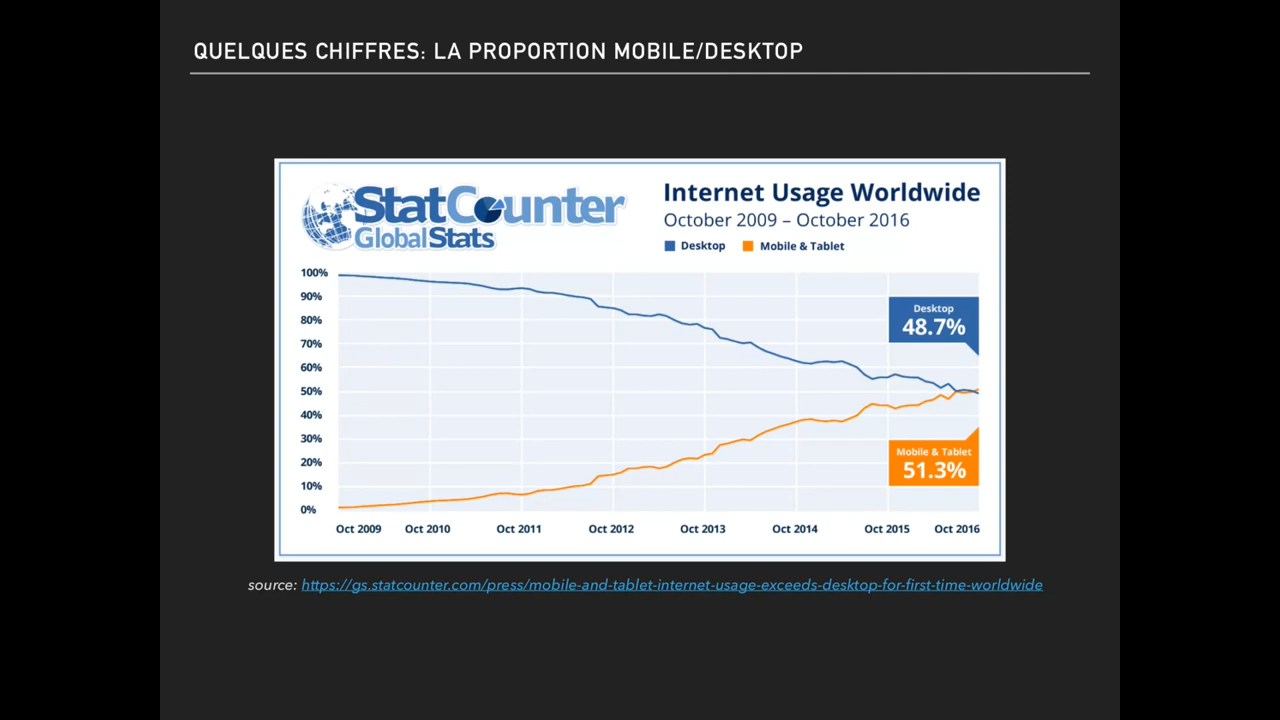 QUELQUES CHIFFRES: LA PROPORTION MOBILE/DESKTOP
StatCounter
GlobalStats
Internet Usage Worldwide
October 2009 – October 2016
Desktop
Mobile & Tablet
100%
90%
80%
70%
60%
50%
40%
30%
20%
10%
0%
Desktop
48.7%
Mobile & Tablet
51.3%
Oct 2009 Oct 2010 Oct 2011 Oct 2012 Oct 2013 Oct 2014 Oct 2015 Oct 2016
source: https://gs.statcounter.com/press/mobile-and-tablet-internet-usage-exceeds-desktop-for-first-time-worldwide